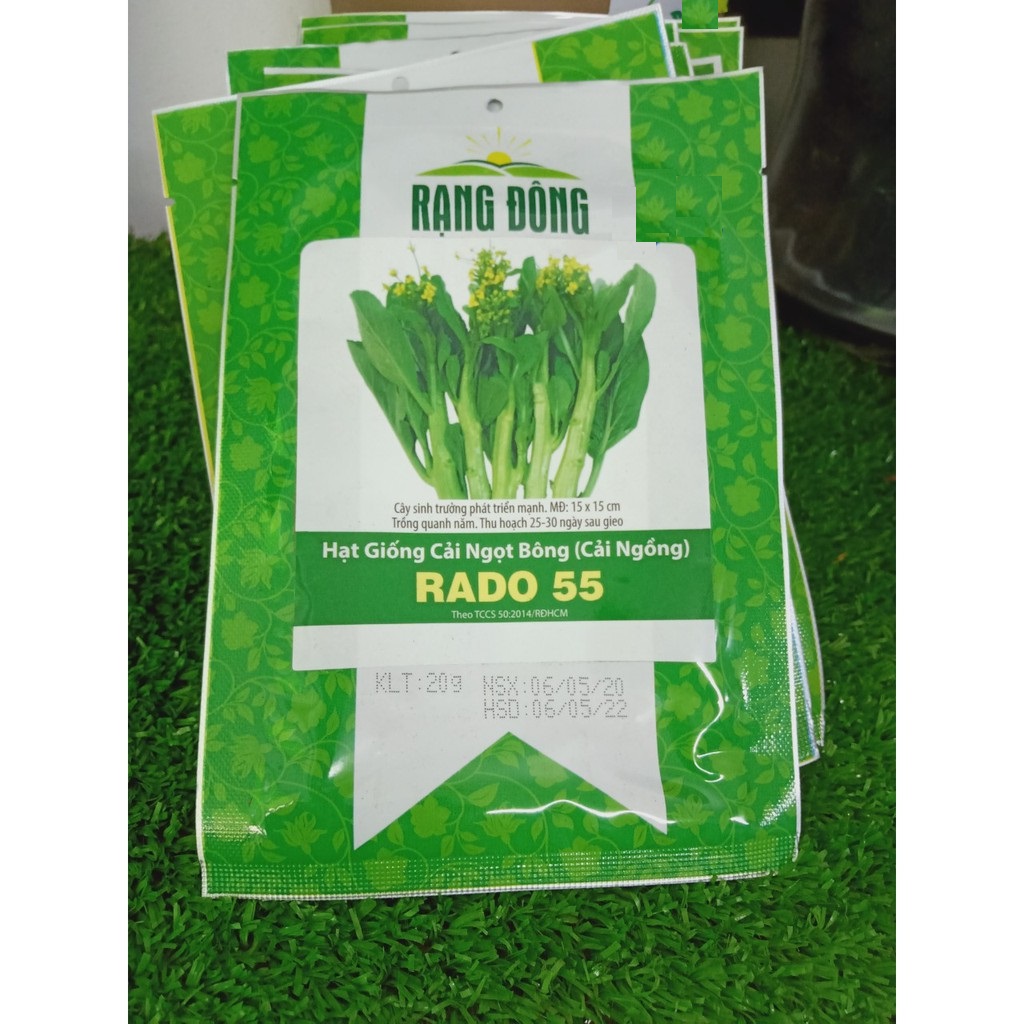 RẠNG ĐÔNG
Cây sinh trưởng phát triển mạnh. MĐ: 15 x 15 cm
Trồng quanh năm. Thu hoạch 25-30 ngày sau gieo
Hạt Giống Cải Ngọt Bông (Cải Ngồng)
RADO 55
Theo TCCS 50:2014/RĐHCM
KLT:20g NSX:06/05/20
HSD:06/05/22